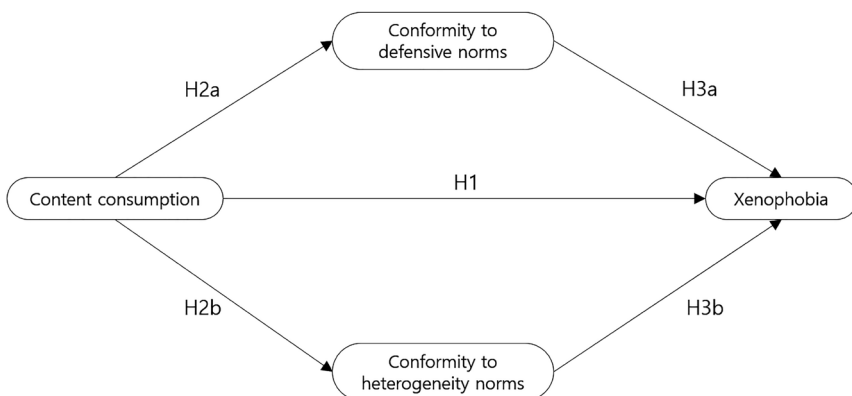 Conformity to
defensive norms
H2a
H3a
Content consumption
H1
Xenophobia
H2b
H3b
Conformity to
heterogeneity norms